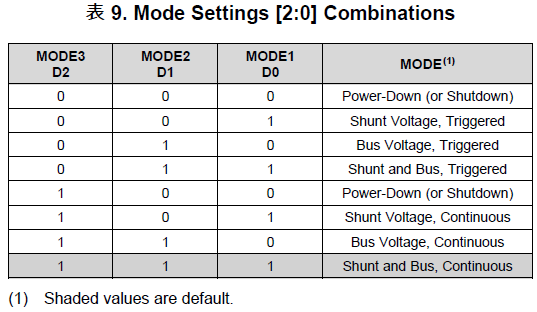 表 9. Mode Settings [2:0] Combinations
MODE3 D2 MODE2 D1 MODE1 D0 MODE(1)
0 0 0 Power-Down (or Shutdown)
0 0 1 Shunt Voltage, Triggered
0 1 0 Bus Voltage, Triggered
0 1 1 Shunt and Bus, Triggered
1 0 0 Power-Down (or Shutdown)
1 0 1 Shunt Voltage, Continuous
1 1 0 Bus Voltage, Continuous
1 1 1 Shunt and Bus, Continuous
(1) Shaded values are default.